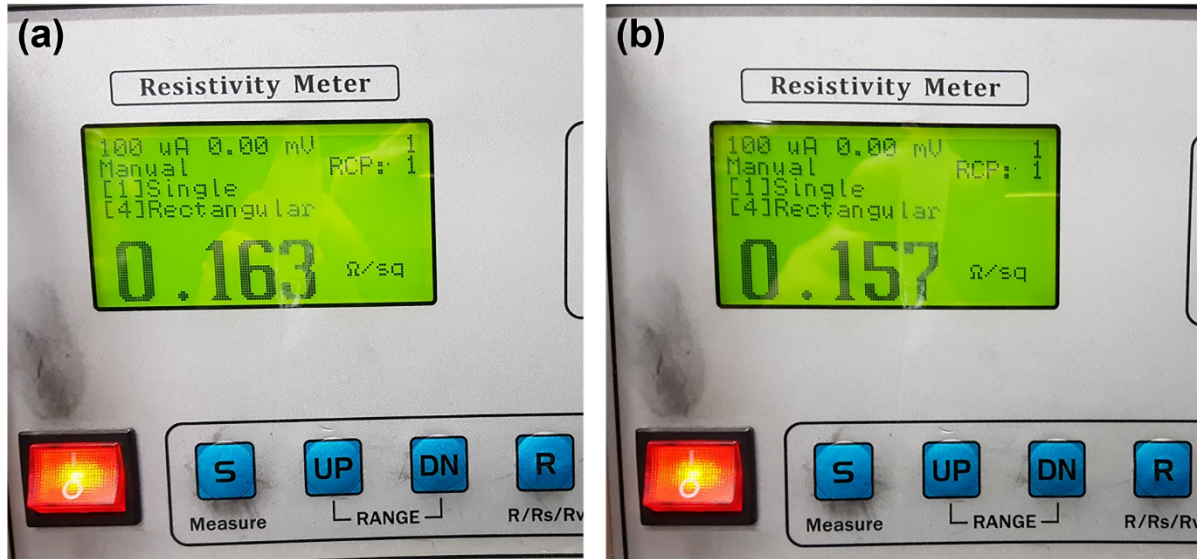 (a)
Resistivity Meter
100 uA 0.00 mV 1
Manual RCP: 1
[1]Single
[4]Rectangular
0.163 Ω/sq
S UP DN R
Measure RANGE R/Rs/Rv
(b)
Resistivity Meter
100 uA 0.00 mV 1
Manual RCP: 1
[1]Single
[4]Rectangular
0.157 Ω/sq
S UP DN R
Measure RANGE R/Rs/Rv